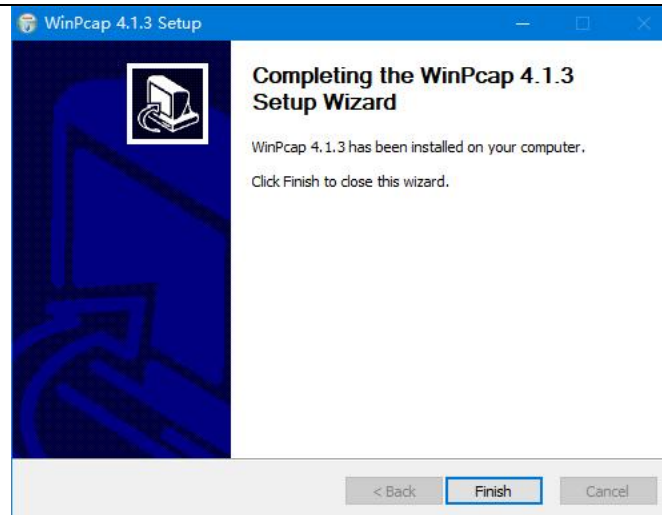 WinPcap 4.1.3 Setup
Completing the WinPcap 4.1.3
Setup Wizard
WinPcap 4.1.3 has been installed on your computer.
Click Finish to close this wizard.
< Back
Finish
Cancel